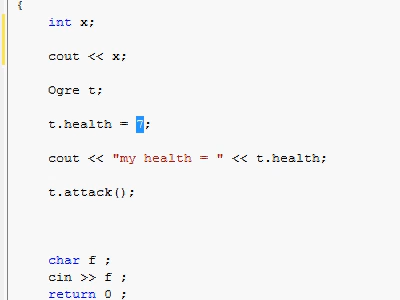 {
int x;
cout << x;
Ogre t;
t.health = 7;
cout << "my health = " << t.health;
t.attack();
char f ;
cin >> f ;
return 0 ;